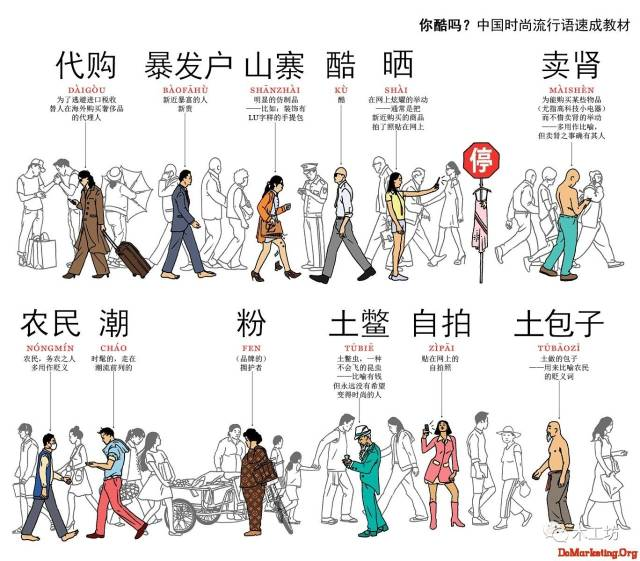 你酷吗?中国时尚流行语速成教材
代购
DÀIGÒU
为了逃避进口税收
替人在海外购买奢侈品
的代理人
暴发户
BÀOFĀHÙ
新近暴富的人
新贵
山寨
SHĀNZHÀI
明显的仿制品
——比如,装饰有
LU字样的手提包
酷
KÙ
酷
晒
SHÀI
在网上炫耀的举动
——通常是把
新近购买的商品
拍了照贴在网上
卖肾
MÀISHÈN
为能购买某些物品
(尤指高科技小电器)
而不惜卖肾的举动
——多用作比喻,
但卖肾之事确有其人
停
农民
NÓNGMÍN
农民,务农之人
多用作贬义
潮
CHÁO
时髦的,走在
潮流前列的
粉
FEN
(品牌的)
拥护者
土鳖
TǓBIĒ
土鳖虫,一种
不会飞的昆虫
——比喻有钱
但永远没有希望
变得时尚的人
自拍
ZÌPĀI
贴在网上的
自拍照
土包子
TǓBĀOZÌ
土做的包子
——用来比喻农民
的贬义词
木工坊
DeMarketing.Org